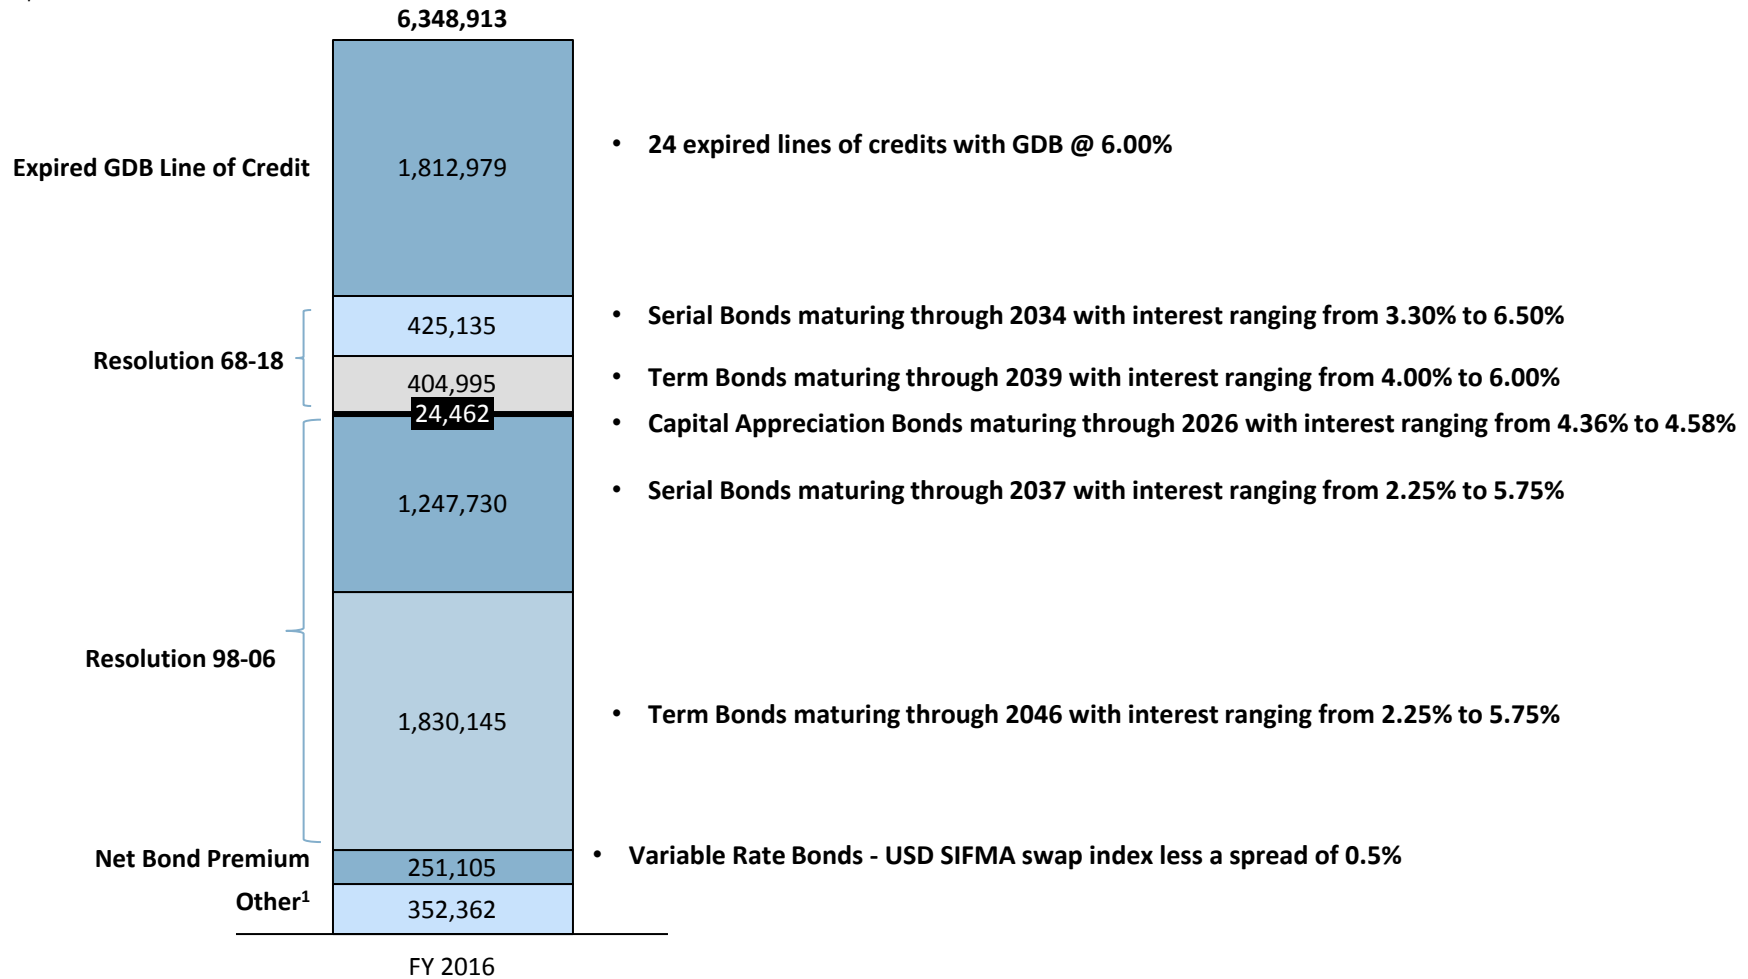 6,348,913
Expired GDB Line of Credit
1,812,979
• 24 expired lines of credits with GDB @ 6.00%
425,135
• Serial Bonds maturing through 2034 with interest ranging from 3.30% to 6.50%
Resolution 68-18
404,995
• Term Bonds maturing through 2039 with interest ranging from 4.00% to 6.00%
24,462
• Capital Appreciation Bonds maturing through 2026 with interest ranging from 4.36% to 4.58%
1,247,730
• Serial Bonds maturing through 2037 with interest ranging from 2.25% to 5.75%
Resolution 98-06
1,830,145
• Term Bonds maturing through 2046 with interest ranging from 2.25% to 5.75%
Net Bond Premium
251,105
• Variable Rate Bonds - USD SIFMA swap index less a spread of 0.5%
Other¹
352,362
FY 2016